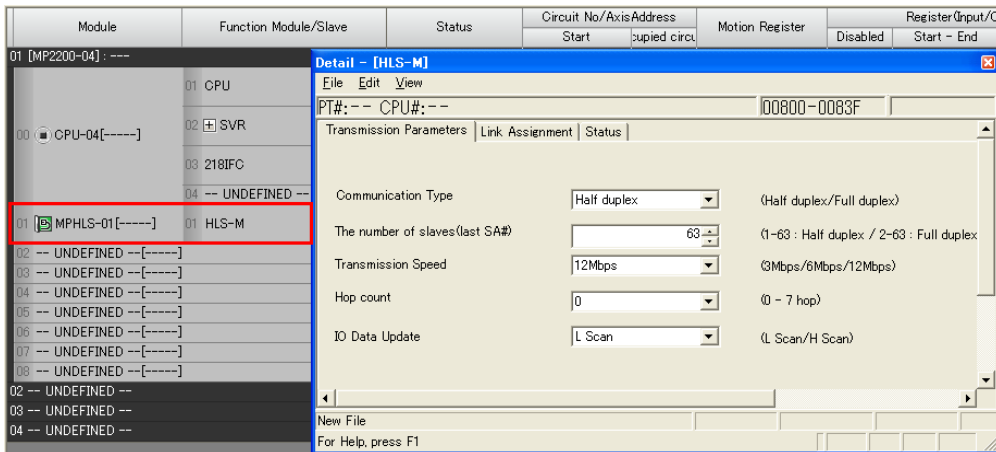 Module
Function Module/Slave
Status
Circuit No/AxisAddress
Start
Motion Register
Disabled
Start - End
01 [MP2200-04] : ---
00 CPU-04[-----]
01 CPU
02 + SVR
03 218IFC
04 -- UNDEFINED --
01 MPHLS-01[-----]
01 HLS-M
02 -- UNDEFINED --[-----]
03 -- UNDEFINED --[-----]
04 -- UNDEFINED --[-----]
05 -- UNDEFINED --[-----]
06 -- UNDEFINED --[-----]
07 -- UNDEFINED --[-----]
08 -- UNDEFINED --[-----]
02 -- UNDEFINED --
03 -- UNDEFINED --
04 -- UNDEFINED --
Detail - [HLS-M]
File Edit View
PT#:-- CPU#:--
00800-0083F
Transmission Parameters
Link Assignment
Status
Communication Type
Half duplex
(Half duplex/Full duplex)
The number of slaves(last SA#)
63
(1-63 : Half duplex / 2-63 : Full duplex
Transmission Speed
12Mbps
(3Mbps/6Mbps/12Mbps)
Hop count
0
(0 - 7 hop)
IO Data Update
L Scan
(L Scan/H Scan)
New File
For Help, press F1